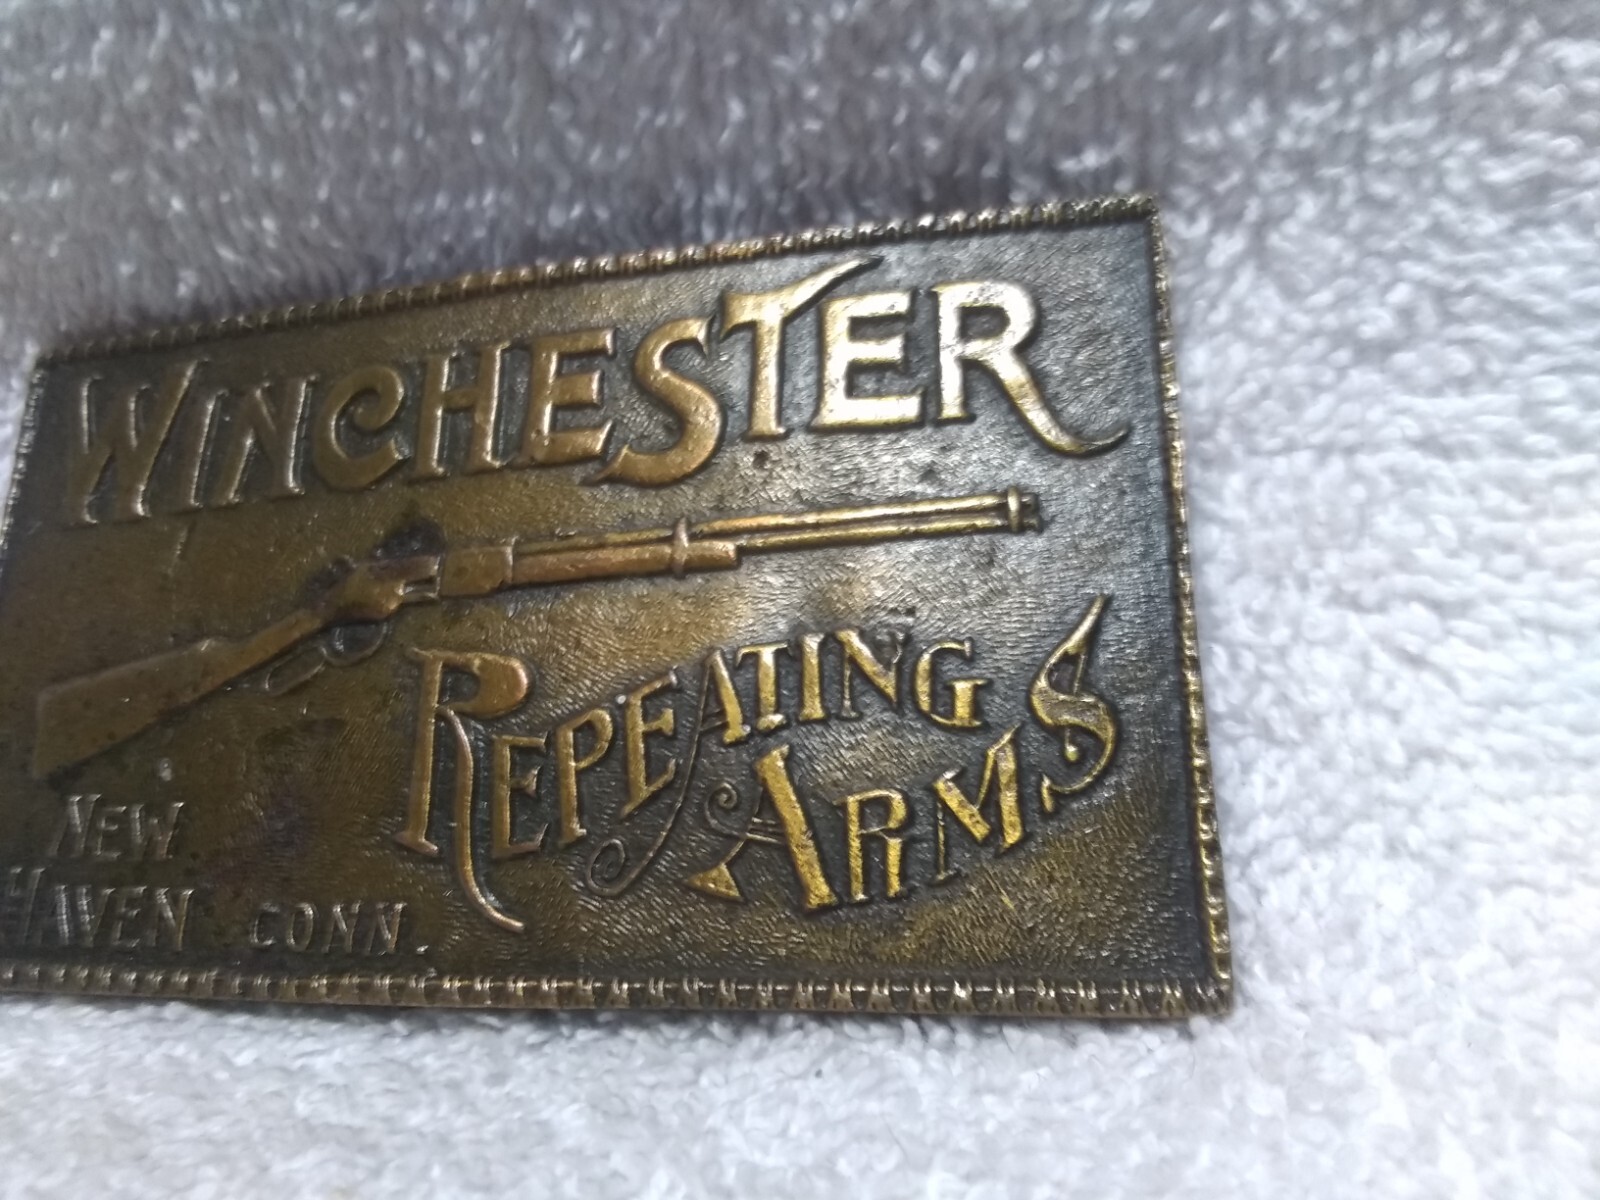 WINCHESTER
REPEATING
ARMS
NEW
HAVEN CONN.